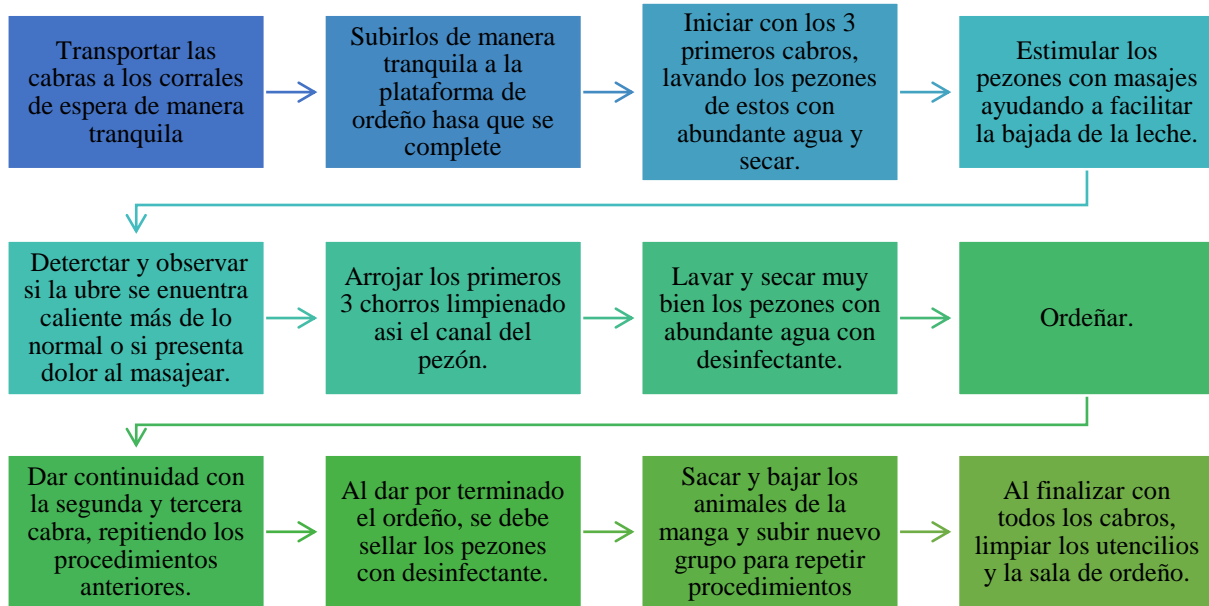 Transportar las
cabras a los corrales
de espera de manera
tranquila
Subirlos de manera
tranquila a la
plataforma de
ordeño hasa que se
complete
Iniciar con los 3
primeros cabros,
lavando los pezones
de estos con
abundante agua y
secar.
Estimular los
pezones con masajes
ayudando a facilitar
la bajada de la leche.
Deterctar y observar
si la ubre se enuentra
caliente más de lo
normal o si presenta
dolor al masajear.
Arrojar los primeros
3 chorros limpienado
asi el canal del
pezón.
Lavar y secar muy
bien los pezones con
abundante agua con
desinfectante.
Ordeñar.
Dar continuidad con
la segunda y tercera
cabra, repitiendo los
procedimientos
anteriores.
Al dar por terminado
el ordeño, se debe
sellar los pezones
con desinfectante.
Sacar y bajar los
animales de la
manga y subir nuevo
grupo para repetir
procedimientos
Al finalizar con
todos los cabros,
limpiar los utencilios
y la sala de ordeño.